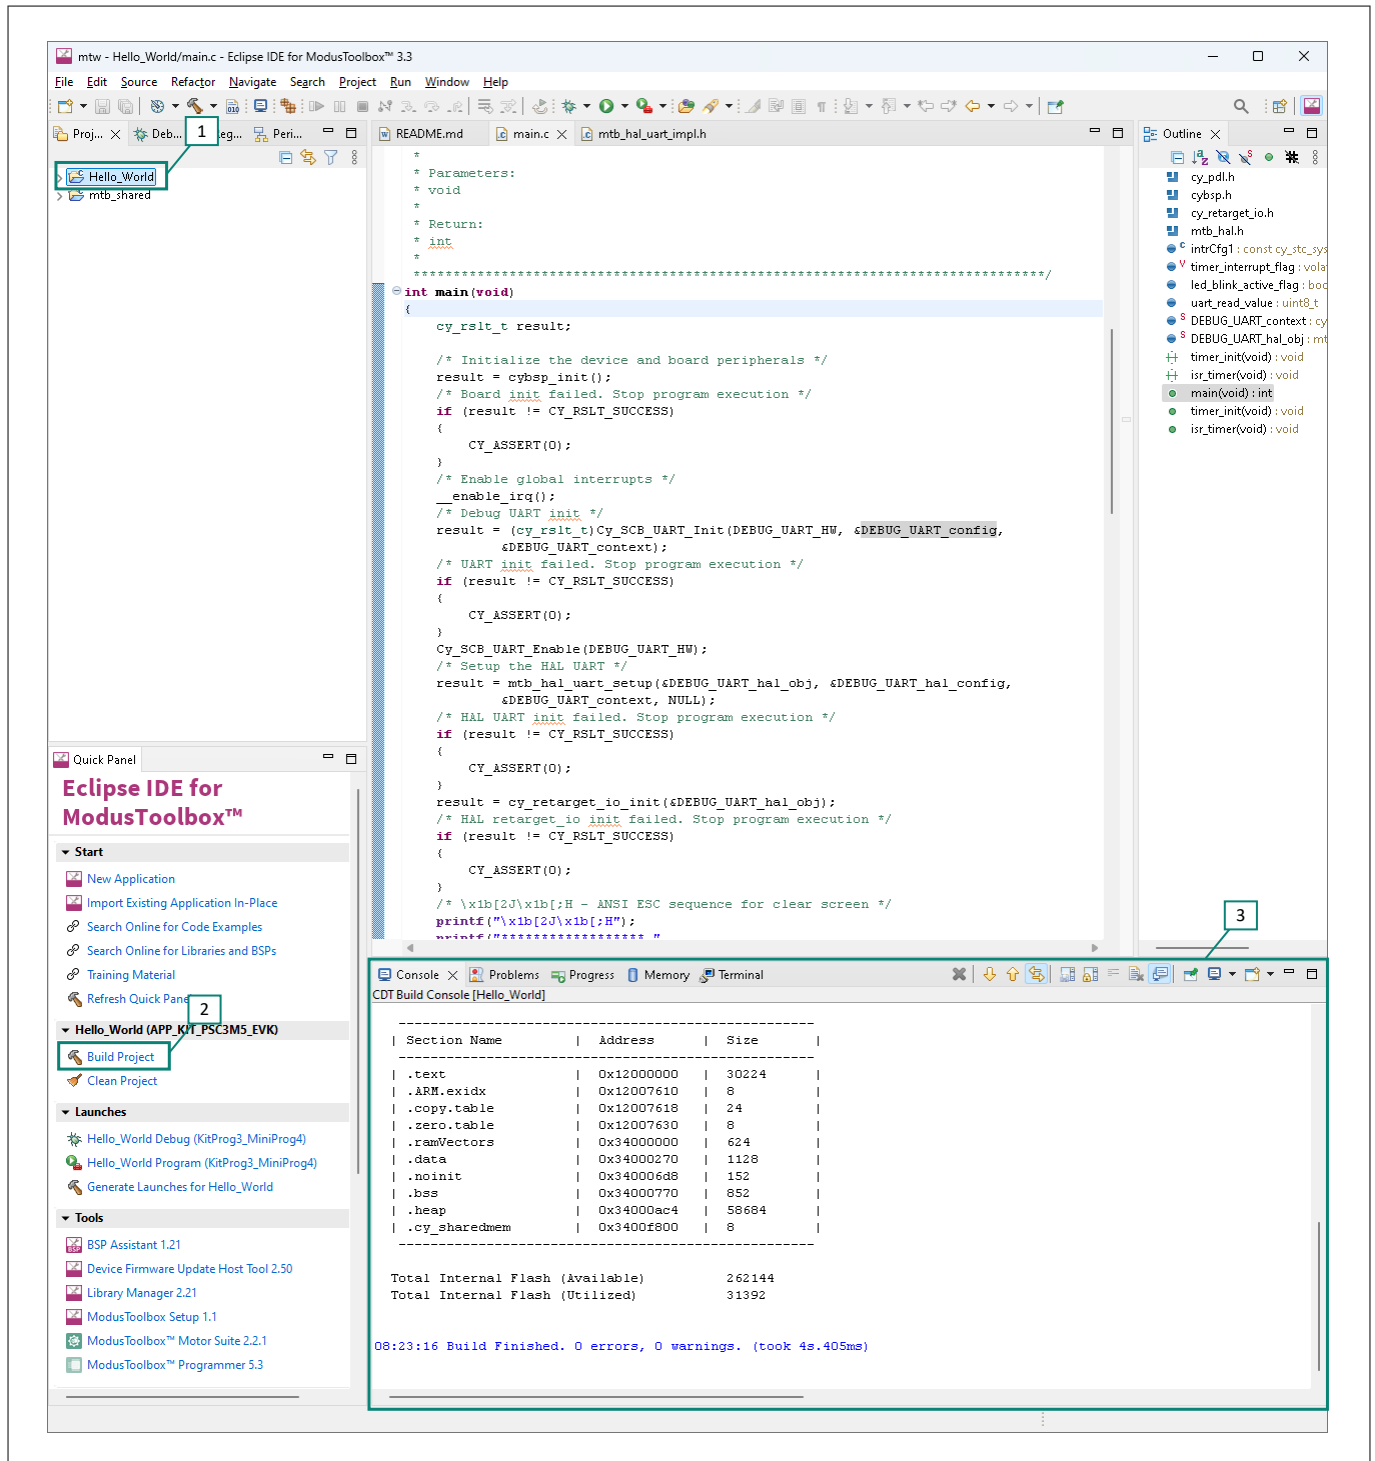 mtw - Hello_World/main.c - Eclipse IDE for ModusToolbox™ 3.3
File Edit Source Refactor Navigate Search Project Run Window Help
Proj... Deb... eg... Peri...
1
Hello_World
mtb_shared
README.md main.c mtb_hal_uart_impl.h
*
* Parameters:
* void
*
* Return:
* int
*
*******************************************************************************/
int main(void)
{
cy_rslt_t result;
/* Initialize the device and board peripherals */
result = cybsp_init();
/* Board init failed. Stop program execution */
if (result != CY_RSLT_SUCCESS)
{
CY_ASSERT(0);
}
/* Enable global interrupts */
__enable_irq();
/* Debug UART init */
result = (cy_rslt_t)Cy_SCB_UART_Init(DEBUG_UART_HW, &DEBUG_UART_config,
&DEBUG_UART_context);
/* UART init failed. Stop program execution */
if (result != CY_RSLT_SUCCESS)
{
CY_ASSERT(0);
}
Cy_SCB_UART_Enable(DEBUG_UART_HW);
/* Setup the HAL UART */
result = mtb_hal_uart_setup(&DEBUG_UART_hal_obj, &DEBUG_UART_hal_config,
&DEBUG_UART_context, NULL);
/* HAL UART init failed. Stop program execution */
if (result != CY_RSLT_SUCCESS)
{
CY_ASSERT(0);
}
result = cy_retarget_io_init(&DEBUG_UART_hal_obj);
/* HAL retarget_io init failed. Stop program execution */
if (result != CY_RSLT_SUCCESS)
{
CY_ASSERT(0);
}
/* \x1b[2J\x1b[;H - ANSI ESC sequence for clear screen */
printf("\x1b[2J\x1b[;H");
printf("****************** "
Outline
cy_pdl.h
cybsp.h
cy_retarget_io.h
mtb_hal.h
intrCfg1 : const cy_stc_sys
timer_interrupt_flag : vola
led_blink_active_flag : boo
uart_read_value : uint8_t
DEBUG_UART_context : cy
DEBUG_UART_hal_obj : mt
timer_init(void) : void
isr_timer(void) : void
main(void) : int
timer_init(void) : void
isr_timer(void) : void
Quick Panel
Eclipse IDE for
ModusToolbox™
Start
New Application
Import Existing Application In-Place
Search Online for Code Examples
Search Online for Libraries and BSPs
Training Material
Refresh Quick Pane
2
Hello_World (APP_KIT_PSC3M5_EVK)
Build Project
Clean Project
Launches
Hello_World Debug (KitProg3_MiniProg4)
Hello_World Program (KitProg3_MiniProg4)
Generate Launches for Hello_World
Tools
BSP Assistant 1.21
Device Firmware Update Host Tool 2.50
Library Manager 2.21
ModusToolbox Setup 1.1
ModusToolbox™ Motor Suite 2.2.1
ModusToolbox™ Programmer 5.3
3
Console Problems Progress Memory Terminal
CDT Build Console [Hello_World]
----------------------------------------------------
| Section Name | Address | Size |
----------------------------------------------------
| .text | 0x12000000 | 30224 |
| .ARM.exidx | 0x12007610 | 8 |
| .copy.table | 0x12007618 | 24 |
| .zero.table | 0x12007630 | 8 |
| .ramVectors | 0x34000000 | 624 |
| .data | 0x34000270 | 1128 |
| .noinit | 0x340006d8 | 152 |
| .bss | 0x34000770 | 852 |
| .heap | 0x34000ac4 | 58684 |
| .cy_sharedmem | 0x3400f800 | 8 |
----------------------------------------------------
Total Internal Flash (Available) 262144
Total Internal Flash (Utilized) 31392
08:23:16 Build Finished. 0 errors, 0 warnings. (took 4s.405ms)